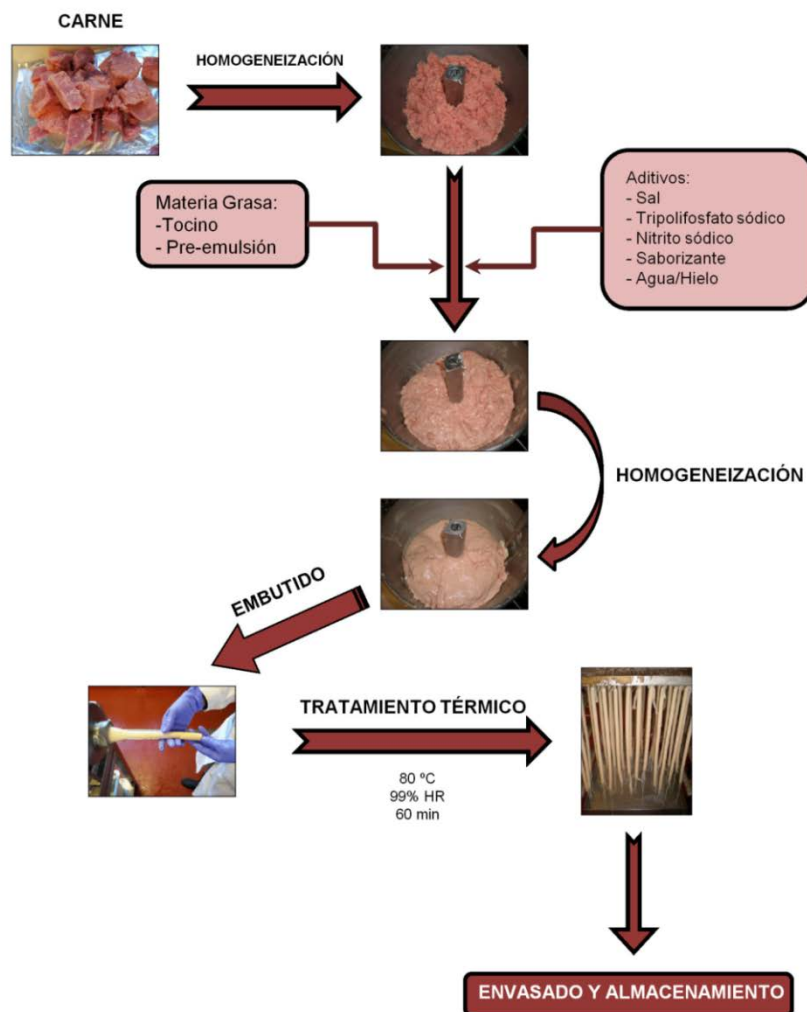 CARNE
HOMOGENEIZACIÓN
Materia Grasa:
-Tocino
- Pre-emulsión
Aditivos:
- Sal
- Tripolifosfato sódico
- Nitrito sódico
- Saborizante
- Agua/Hielo
HOMOGENEIZACIÓN
EMBUTIDO
TRATAMIENTO TÉRMICO
80 ºC
99% HR
60 min
ENVASADO Y ALMACENAMIENTO